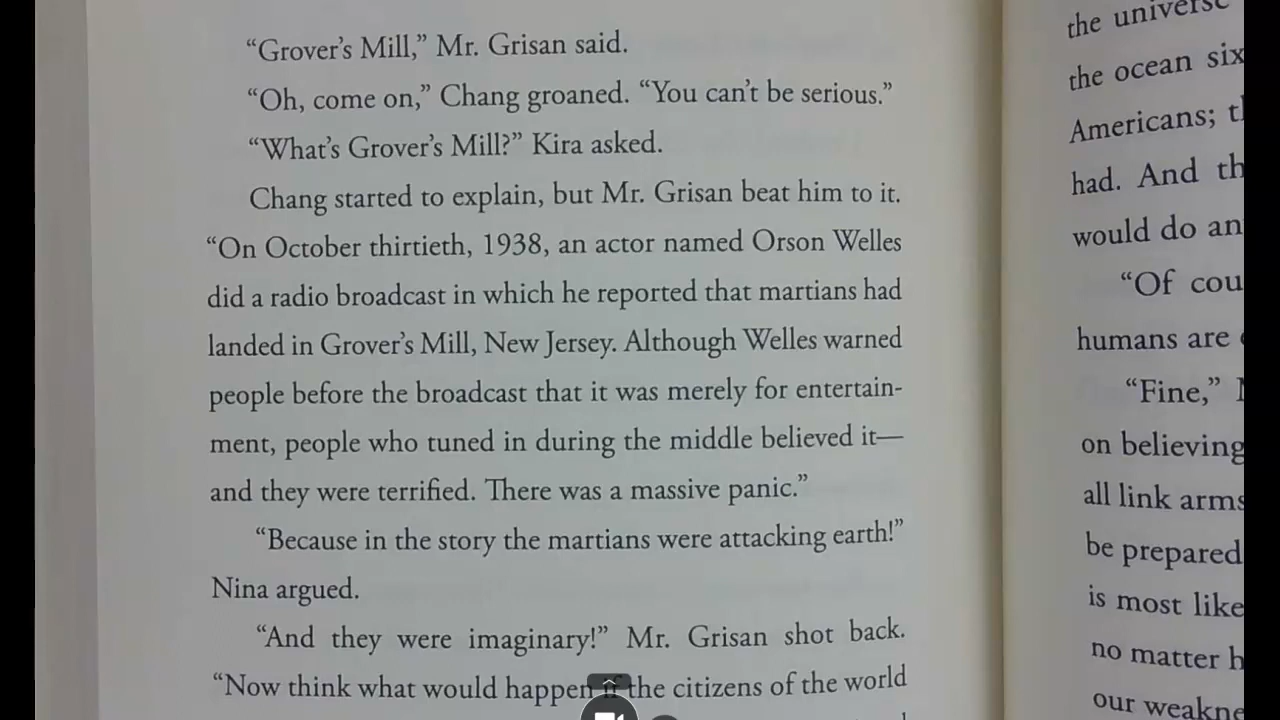 “Grover’s Mill,” Mr. Grisan said.
“Oh, come on,” Chang groaned. “You can’t be serious.”
“What’s Grover’s Mill?” Kira asked.
Chang started to explain, but Mr. Grisan beat him to it.
“On October thirtieth, 1938, an actor named Orson Welles
did a radio broadcast in which he reported that martians had
landed in Grover’s Mill, New Jersey. Although Welles warned
people before the broadcast that it was merely for entertain-
ment, people who tuned in during the middle believed it—
and they were terrified. There was a massive panic.”
“Because in the story the martians were attacking earth!”
Nina argued.
“And they were imaginary!” Mr. Grisan shot back.
“Now think what would happen if the citizens of the world
the universe
the ocean six
Americans;
had. And
would do
“Of
humans are
“Fine,”
on believing
all link arms
be prepared
is most
no matter
our